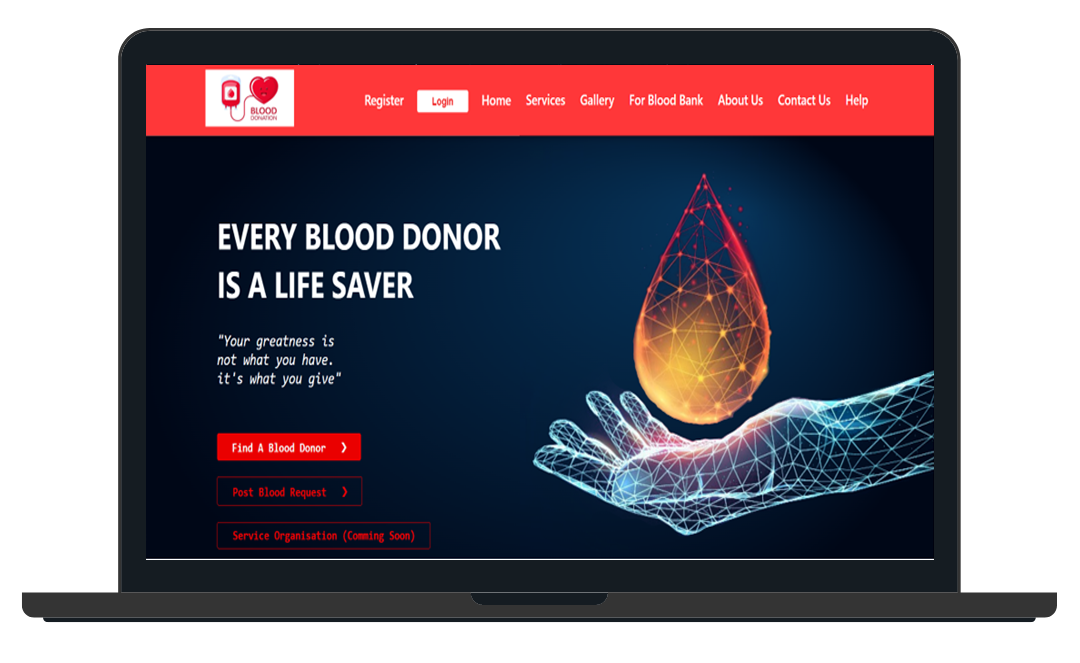 BLOOD
DONATION
Register Login Home Services Gallery For Blood Bank About Us Contact Us Help
EVERY BLOOD DONOR
IS A LIFE SAVER
"Your greatness is
not what you have.
it's what you give"
Find A Blood Donor ❯
Post Blood Request ❯
Service Organisation (Comming Soon)